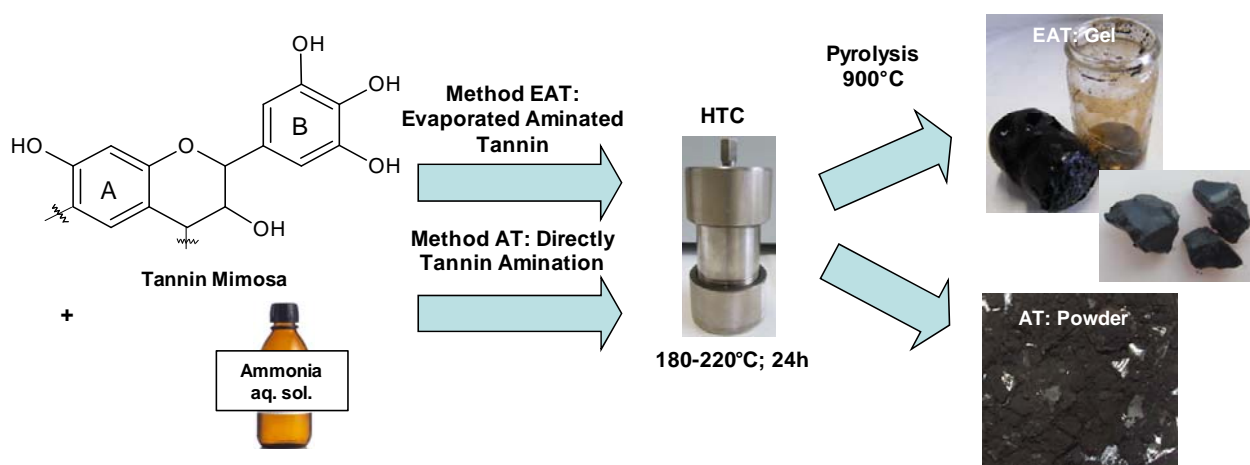 OH
OH
OH
B
O
HO
A
OH
Tannin Mimosa
+
Ammonia
aq. sol.
Method EAT:
Evaporated Aminated
Tannin
Method AT: Directly
Tannin Amination
HTC
180-220°C; 24h
Pyrolysis
900°C
EAT: Gel
AT: Powder